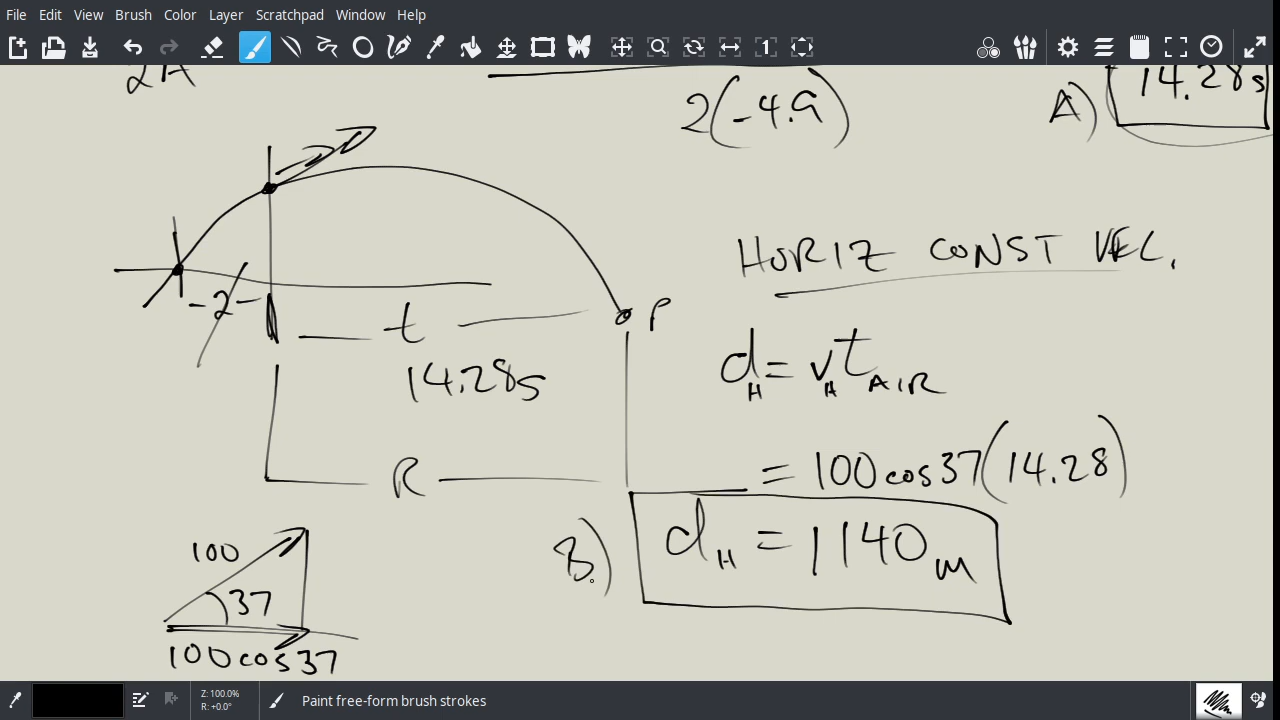 File Edit View Brush Color Layer Scratchpad Window Help
2A
2(-4.9)
A) 14.28s
-2-
t
P
14.28s
R
HORIZ CONST VEL.
dH = vH tAIR
= 100cos37(14.28)
B.) dH = 1140m
100
37
100cos37
Z: 100.0%
R: +0.0°
Paint free-form brush strokes